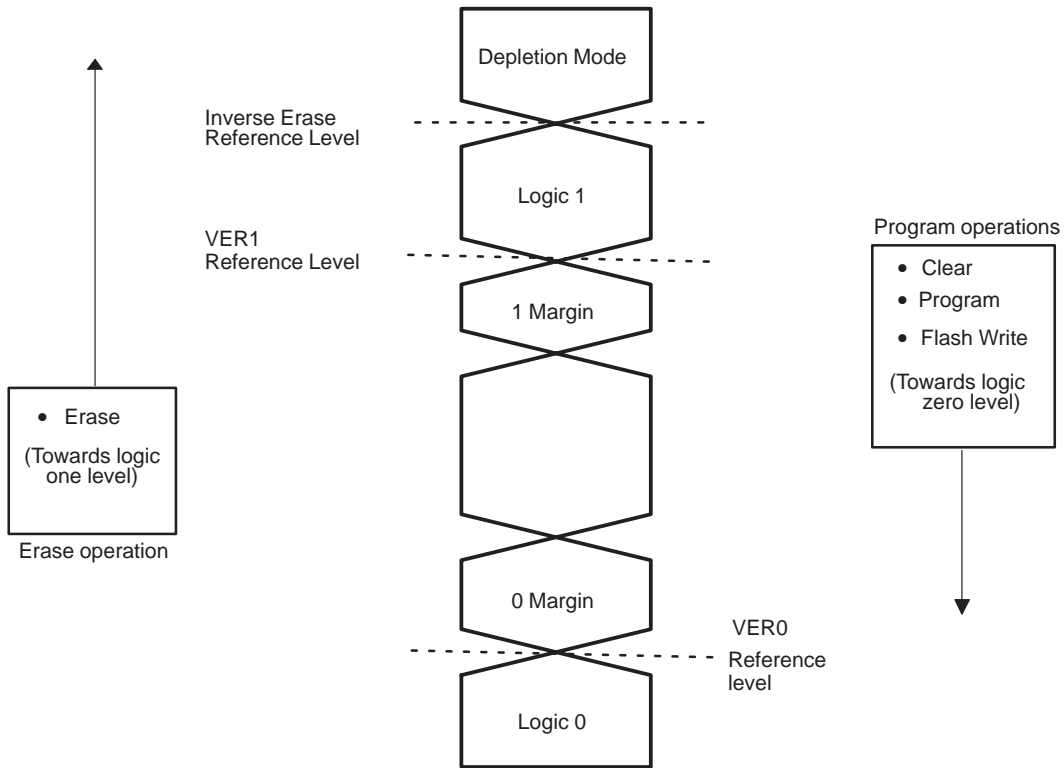 Depletion Mode
Inverse Erase
Reference Level
Logic 1
VER1
Reference Level
Program operations
• Clear
• Program
• Flash Write
(Towards logic
zero level)
1 Margin
• Erase
(Towards logic
one level)
Erase operation
0 Margin
VER0
Reference
level
Logic 0